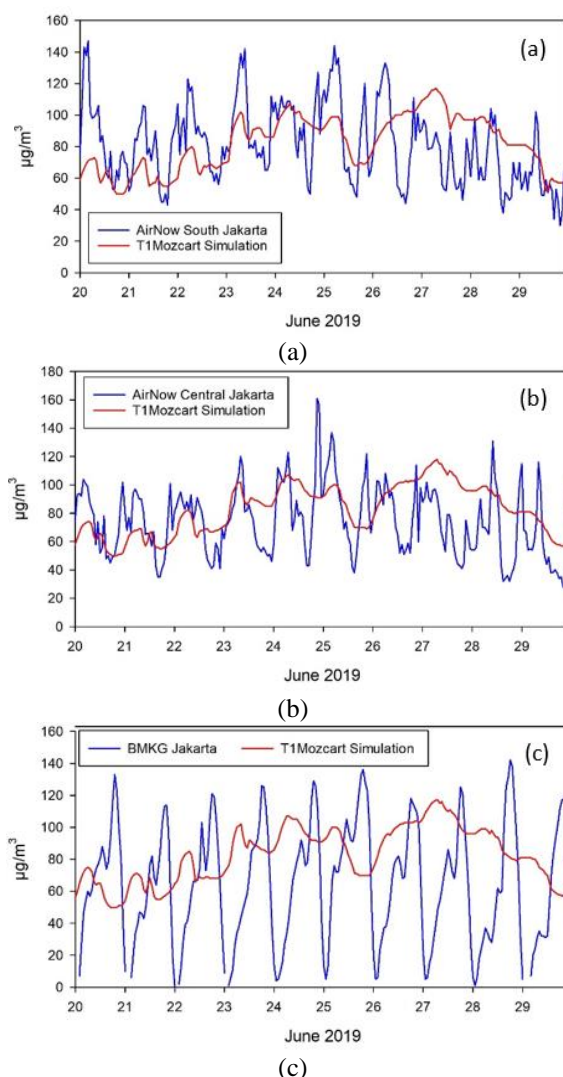 160
140
120
100
80
60
40
20
0
µg/m³
(a)
AirNow South Jakarta
T1Mozcart Simulation
20 21 22 23 24 25 26 27 28 29
June 2019
(a)
180
160
140
120
100
80
60
40
20
0
µg/m³
(b)
AirNow Central Jakarta
T1Mozcart Simulation
20 21 22 23 24 25 26 27 28 29
June 2019
(b)
160
140
120
100
80
60
40
20
0
µg/m³
BMKG Jakarta T1Mozcart Simulation
(c)
20 21 22 23 24 25 26 27 28 29
June 2019
(c)